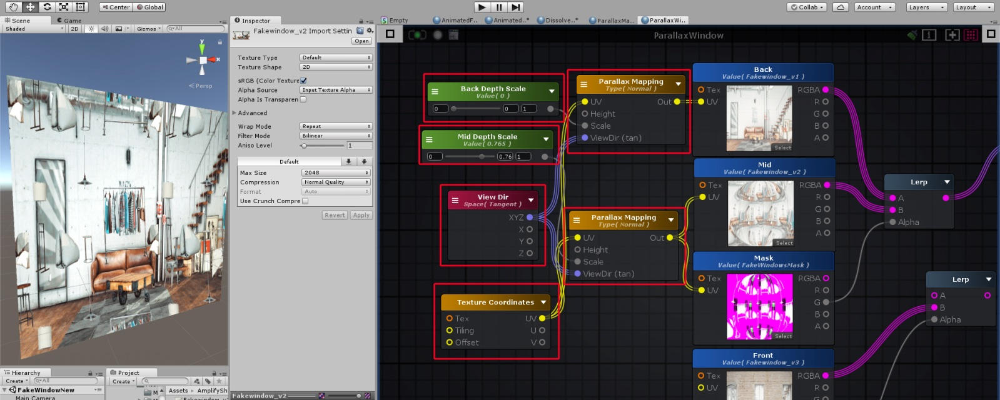 Center
Global
Collab
Account
Layers
Layout
Scene
Game
Shaded
2D
Gizmos
All
y
x
Persp
Inspector
Fakewindow_v2 Import Settin
Open
Texture Type
Default
Texture Shape
2D
sRGB (Color Texture
Alpha Source
Input Texture Alpha
Alpha Is Transparen
Advanced
Wrap Mode
Repeat
Filter Mode
Bilinear
Aniso Level
1
Default
Max Size
2048
Compression
Normal Quality
Format
Auto
Use Crunch Compre
Revert
Apply
Fakewindow_v2
Hierarchy
Create
All
FakeWindowNew
Main Camera
Project
Create
Assets
AmplifySh
M
Fakewindow_v
Empty
AnimatedF..
Animated..*
Dissolve..*
ParallaxMa..
ParallaxWi..
ParallaxWindow
Back Depth Scale
Value( 0 )
0
0
1
Mid Depth Scale
Value( 0.765 )
0
0.76
1
View Dir
Space( Tangent )
XYZ
X
Y
Z
Texture Coordinates
Tex
UV
Tiling
U
Offset
V
Parallax Mapping
Type( Normal )
UV
Out
Height
Scale
ViewDir (tan)
Parallax Mapping
Type( Normal )
UV
Out
Height
Scale
ViewDir (tan)
Back
Value( Fakewindow_v1 )
Tex
RGBA
UV
R
G
B
A
Select
Mid
Value( Fakewindow_v2 )
Tex
RGBA
UV
R
G
B
A
Select
Mask
Value( FakeWindowsMask )
Tex
RGBA
UV
R
G
B
A
Select
Front
Value( Fakewindow_v3 )
Tex
RGBA
UV
R
G
Lerp
A
B
Alpha
Lerp
A
B
Alpha